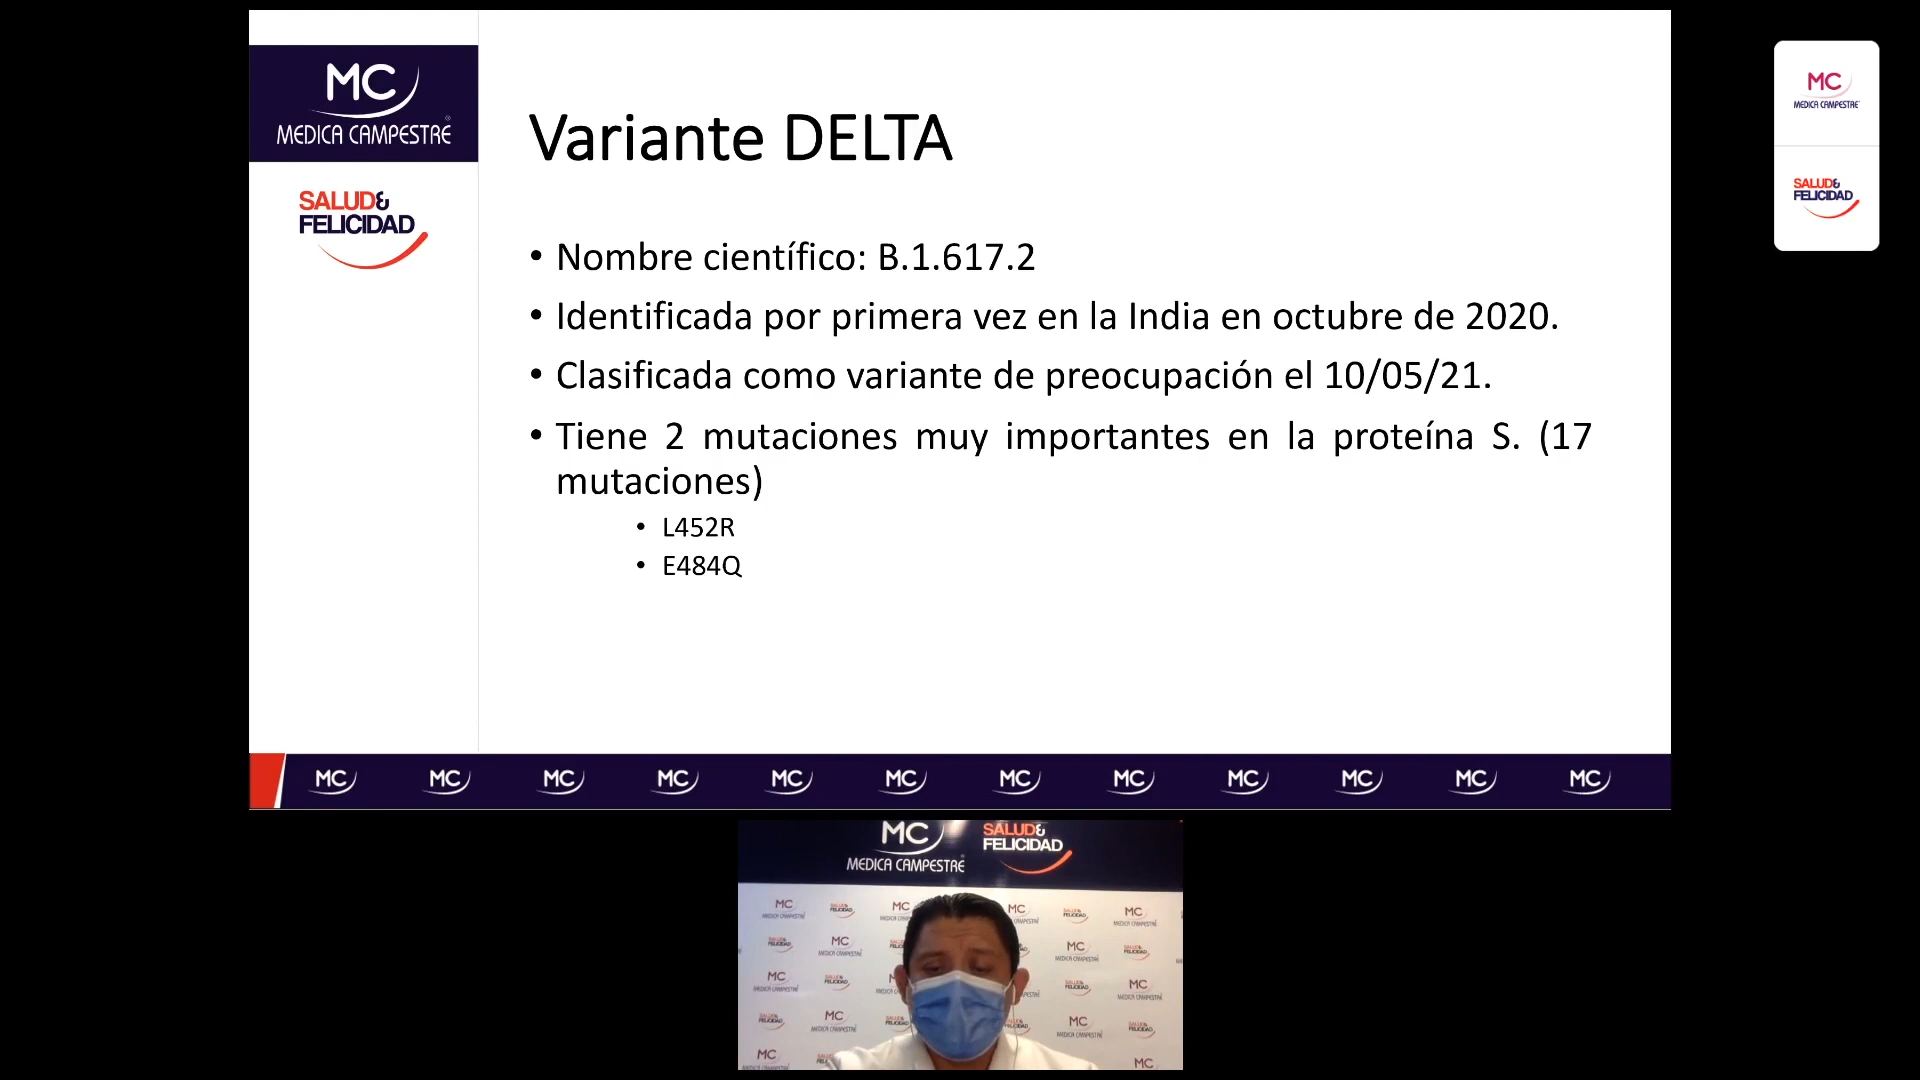 MC
MEDICA CAMPESTRE
SALUD&
FELICIDAD
Variante DELTA
• Nombre científico: B.1.617.2
• Identificada por primera vez en la India en octubre de 2020.
• Clasificada como variante de preocupación el 10/05/21.
• Tiene 2 mutaciones muy importantes en la proteína S. (17
mutaciones)
• L452R
• E484Q
MC MC MC MC MC MC MC MC MC MC MC MC
MC
MEDICA CAMPESTRE
SALUD&
FELICIDAD
MC
MEDICA CAMPESTRE
SALUD&
FELICIDAD